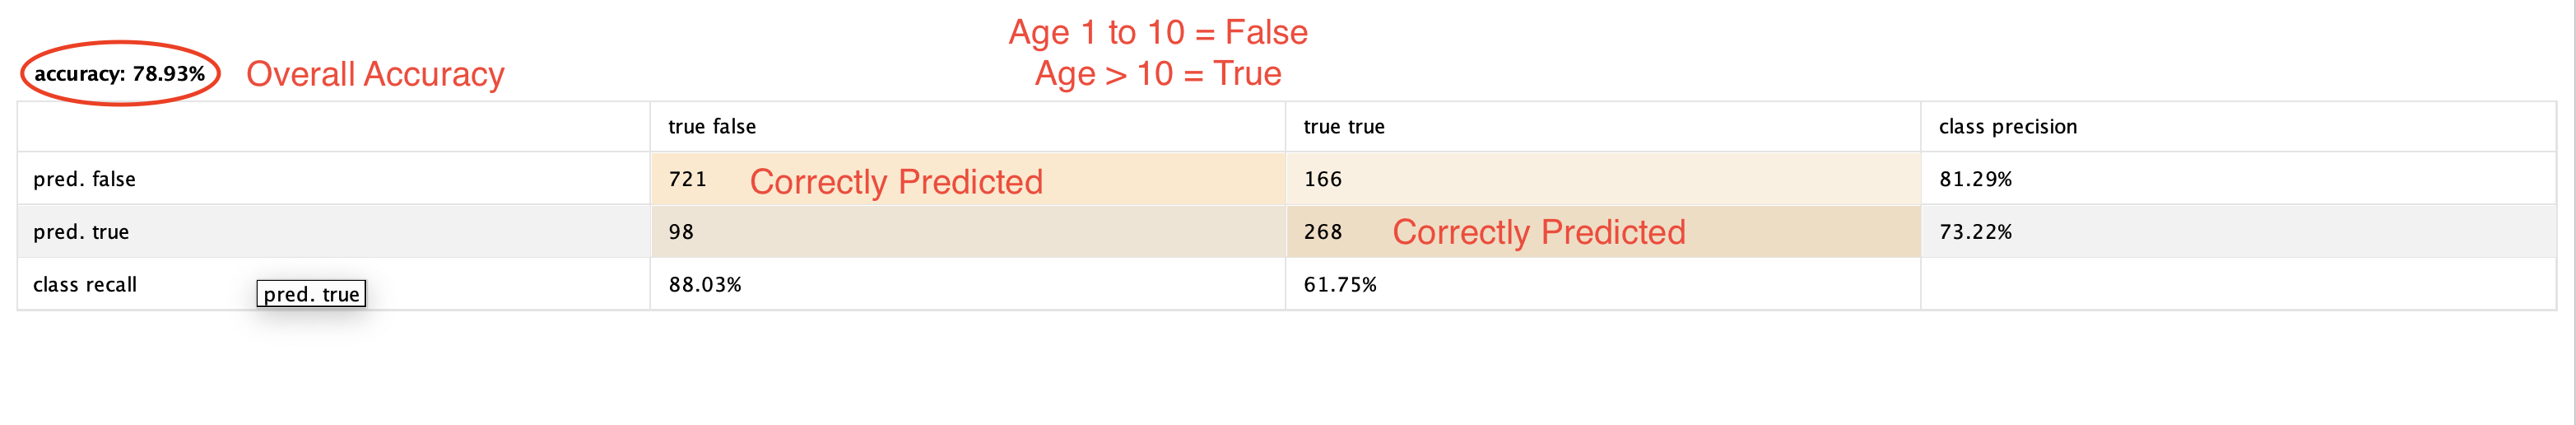 Age 1 to 10 = False
accuracy: 78.93% Overall Accuracy Age > 10 = True
true false true true class precision
pred. false 721 Correctly Predicted 166 81.29%
pred. true 98 268 Correctly Predicted 73.22%
class recall 88.03% 61.75%
pred. true